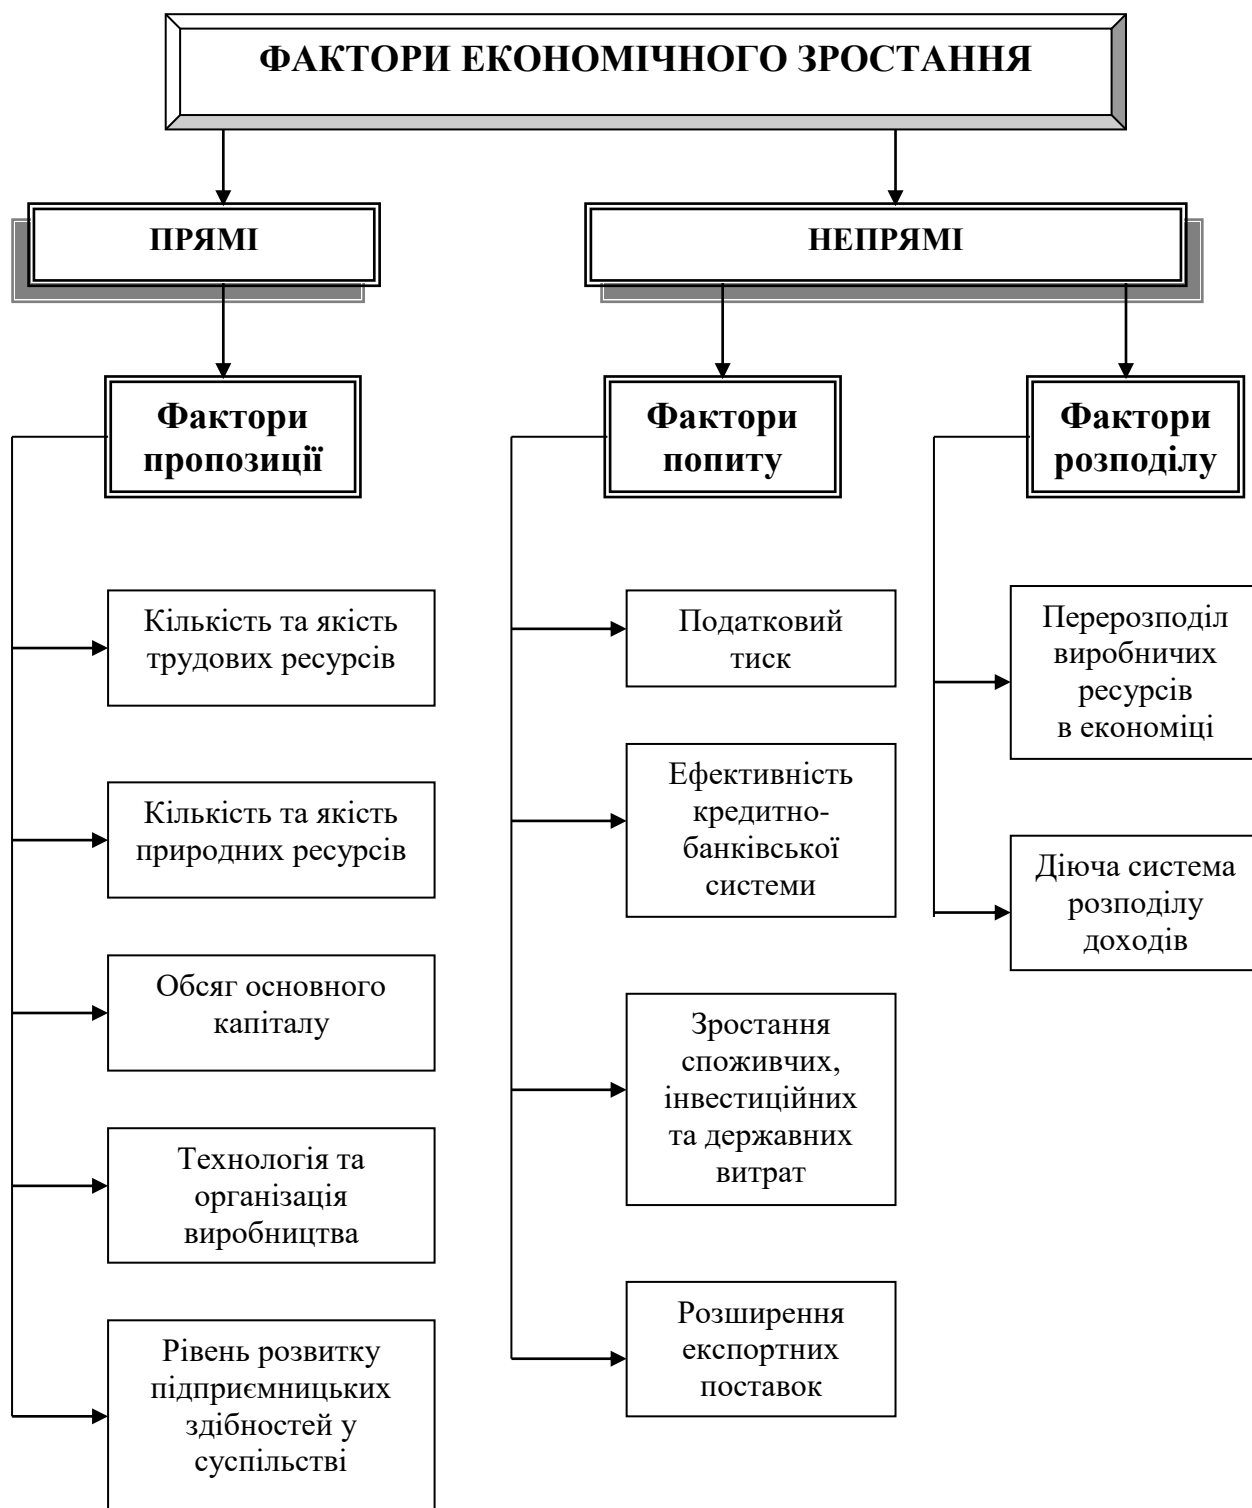 ФАКТОРИ ЕКОНОМІЧНОГО ЗРОСТАННЯ
ПРЯМІ
НЕПРЯМІ
Фактори
пропозиції
Фактори
попиту
Фактори
розподілу
Кількість та якість
трудових ресурсів
Кількість та якість
природних ресурсів
Обсяг основного
капіталу
Технологія та
організація
виробництва
Рівень розвитку
підприємницьких
здібностей у
суспільстві
Податковий
тиск
Ефективність
кредитно-
банківської
системи
Зростання
споживчих,
інвестиційних
та державних
витрат
Розширення
експортних
поставок
Перерозподіл
виробничих
ресурсів
в економіці
Діюча система
розподілу
доходів